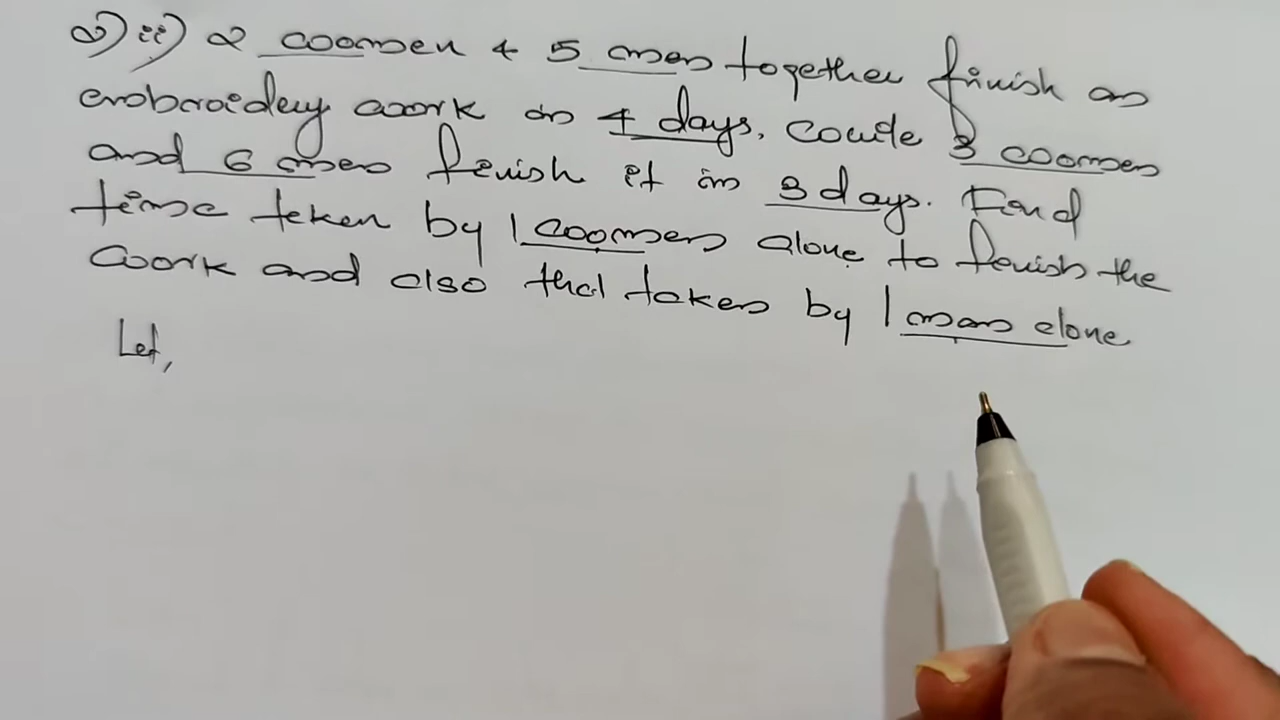 2) ii) 2 women + 5 men together finish an
embroidery work in 4 days. While 3 women
and 6 men finish it in 3 days. Find
time taken by 1 women alone to finish the
work and also that taken by 1 man alone
Let,